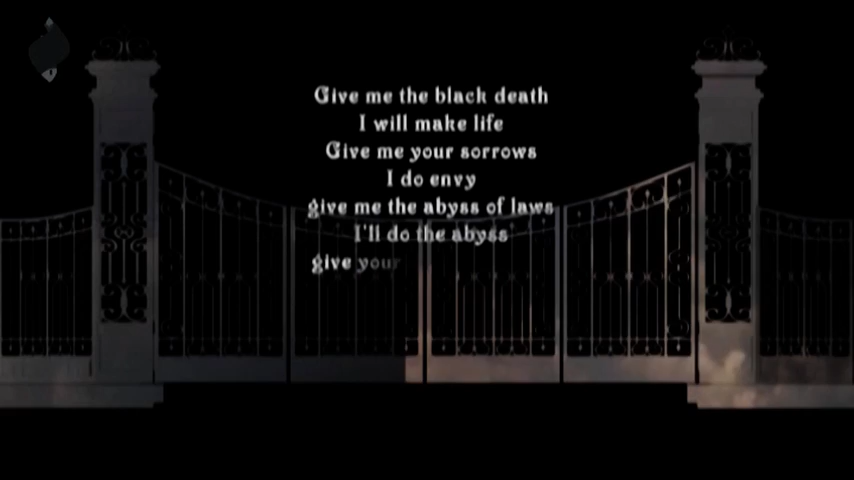 Give me the black death
I will make life
Give me your sorrows
I do envy
give me the abyss of laws
I'll do the abyss
give your